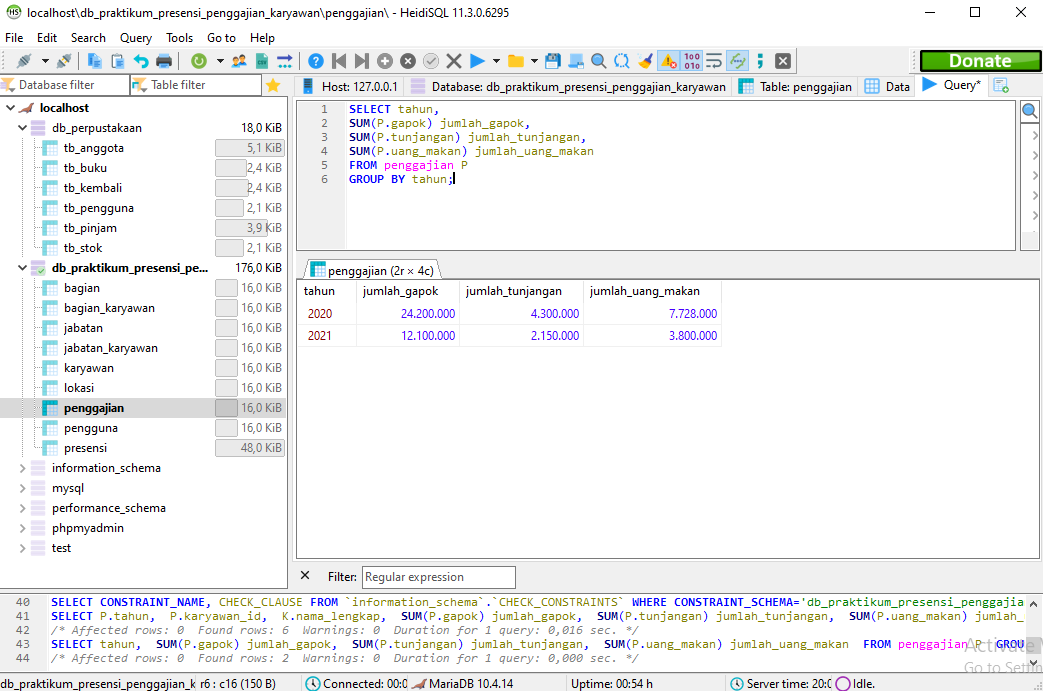 localhost\db_praktikum_presensi_penggajian_karyawan\penggajian\ - HeidiSQL 11.3.0.6295
File Edit Search Query Tools Go to Help
Donate
Database filter Table filter
Host: 127.0.0.1 Database: db_praktikum_presensi_penggajian_karyawan Table: penggajian Data Query*
localhost
db_perpustakaan 18,0 KiB
tb_anggota 5,1 KiB
tb_buku 2,4 KiB
tb_kembali 2,4 KiB
tb_pengguna 2,1 KiB
tb_pinjam 3,9 KiB
tb_stok 2,1 KiB
db_praktikum_presensi_pe... 176,0 KiB
bagian 16,0 KiB
bagian_karyawan 16,0 KiB
jabatan 16,0 KiB
jabatan_karyawan 16,0 KiB
karyawan 16,0 KiB
lokasi 16,0 KiB
penggajian 16,0 KiB
pengguna 16,0 KiB
presensi 48,0 KiB
information_schema
mysql
performance_schema
phpmyadmin
test
1 SELECT tahun,
2 SUM(P.gapok) jumlah_gapok,
3 SUM(P.tunjangan) jumlah_tunjangan,
4 SUM(P.uang_makan) jumlah_uang_makan
5 FROM penggajian P
6 GROUP BY tahun;
penggajian (2r × 4c)
tahun jumlah_gapok jumlah_tunjangan jumlah_uang_makan
2020 24.200.000 4.300.000 7.728.000
2021 12.100.000 2.150.000 3.800.000
Filter: Regular expression
40 SELECT CONSTRAINT_NAME, CHECK_CLAUSE FROM `information_schema`.`CHECK_CONSTRAINTS` WHERE CONSTRAINT_SCHEMA='db_praktikum_presensi_penggajia
41 SELECT P.tahun, P.karyawan_id, K.nama_lengkap, SUM(P.gapok) jumlah_gapok, SUM(P.tunjangan) jumlah_tunjangan, SUM(P.uang_makan) jumlah_
42 /* Affected rows: 0 Found rows: 6 Warnings: 0 Duration for 1 query: 0,016 sec. */
43 SELECT tahun, SUM(P.gapok) jumlah_gapok, SUM(P.tunjangan) jumlah_tunjangan, SUM(P.uang_makan) jumlah_uang_makan FROM penggajian P GROU
44 /* Affected rows: 0 Found rows: 2 Warnings: 0 Duration for 1 query: 0,000 sec. */
Activate
Go to Settin
db_praktikum_presensi_penggajian_k r6 : c16 (150 B) Connected: 00:0 MariaDB 10.4.14 Uptime: 00:54 h Server time: 20:0 Idle.